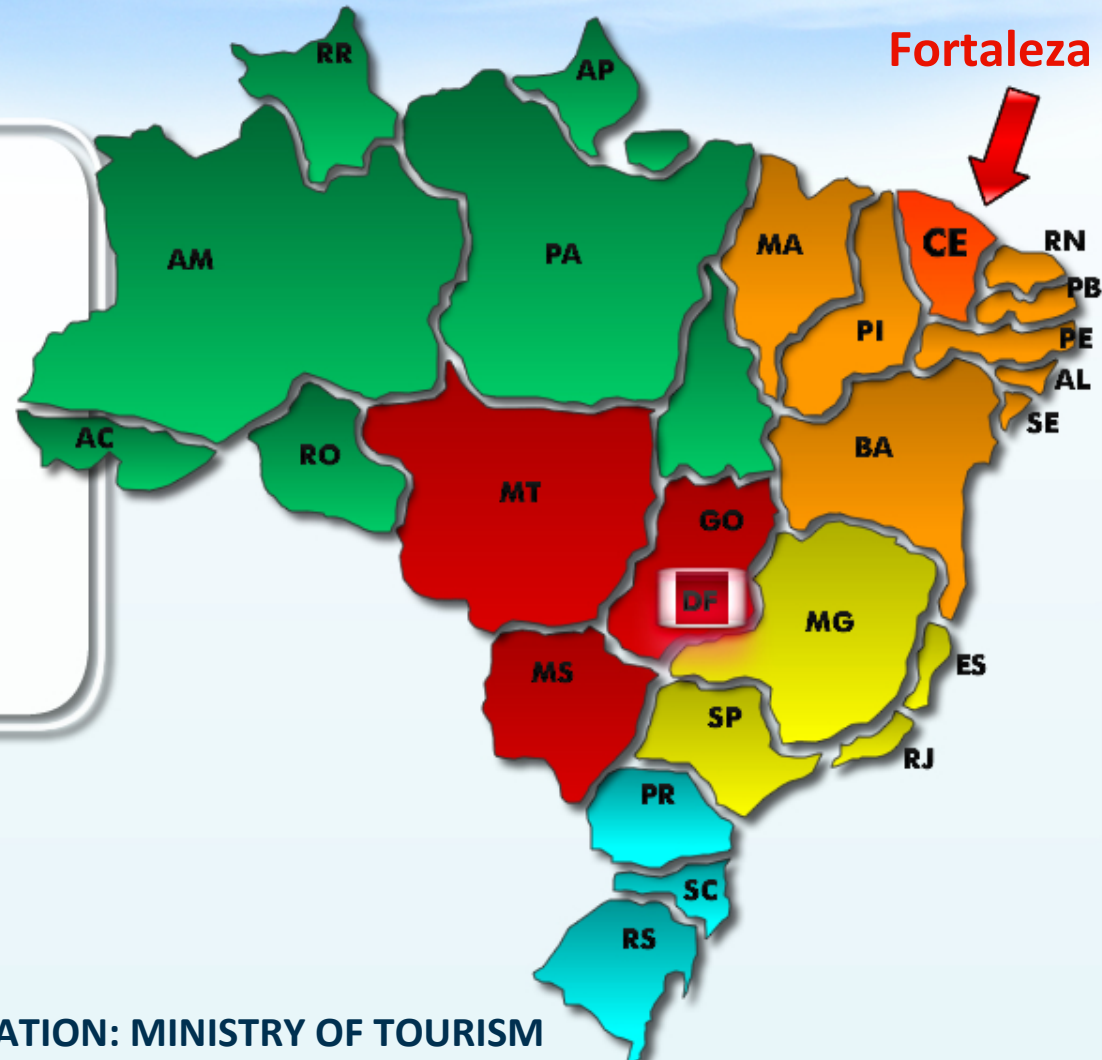 Fortaleza
RR
AP
AM
PA
MA
CE
RN
PB
PI
PE
AL
SE
AC
RO
BA
MT
GO
DF
MG
MS
ES
SP
RJ
PR
SC
RS
ATION: MINISTRY OF TOURISM